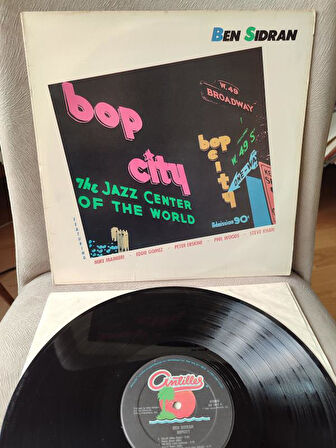 BEN SIDRAN
bop
city
the JAZZ CENTER
OF THE WORLD
W. 49
BROADWAY
bop
city
W. 49 S.
Admission 90¢
FEATURING
MIKE MAINIERI - EDDIE GOMEZ - PETER ERSKINE - PHIL WOODS - STEVE KHAN
Antilles
BEN SIDRAN
BOP CITY